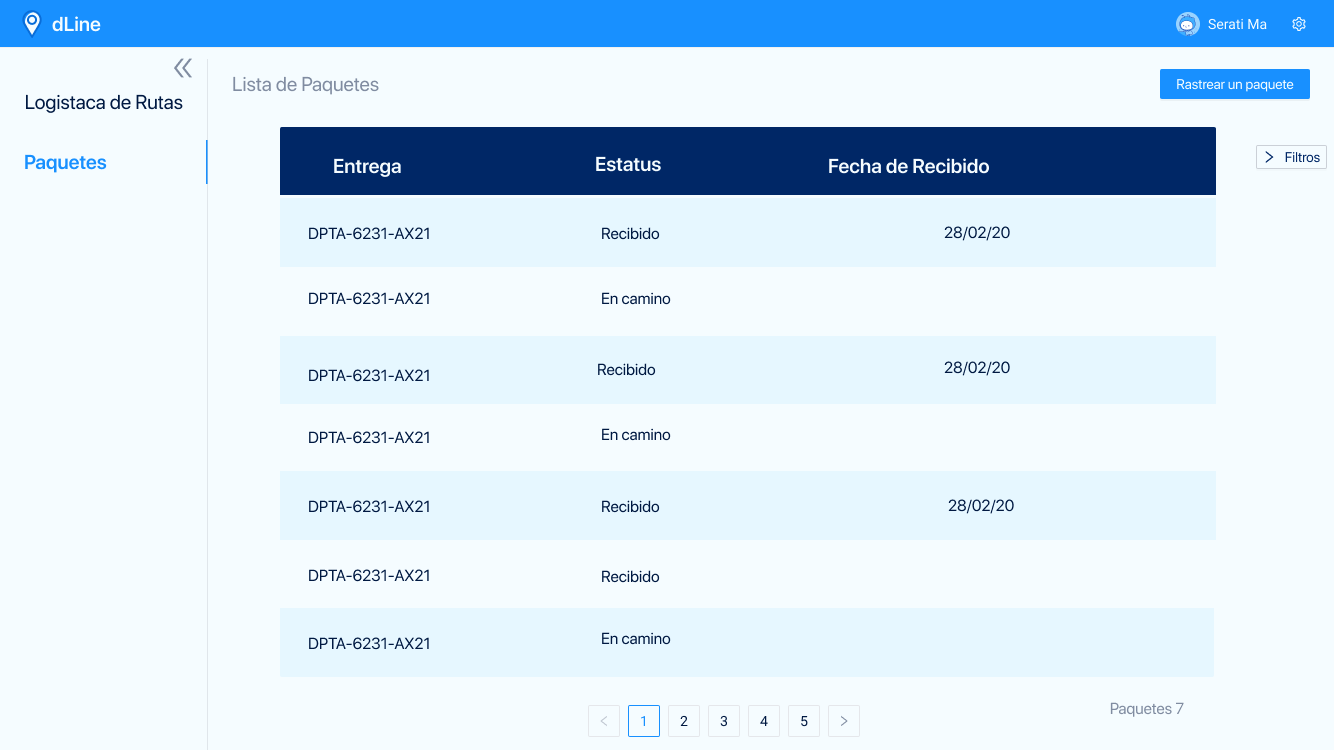 dLine
Serati Ma
Logistaca de Rutas
Paquetes
Lista de Paquetes
Rastrear un paquete
Filtros
Entrega Estatus Fecha de Recibido
DPTA-6231-AX21 Recibido 28/02/20
DPTA-6231-AX21 En camino
DPTA-6231-AX21 Recibido 28/02/20
DPTA-6231-AX21 En camino
DPTA-6231-AX21 Recibido 28/02/20
DPTA-6231-AX21 Recibido
DPTA-6231-AX21 En camino
1 2 3 4 5
Paquetes 7